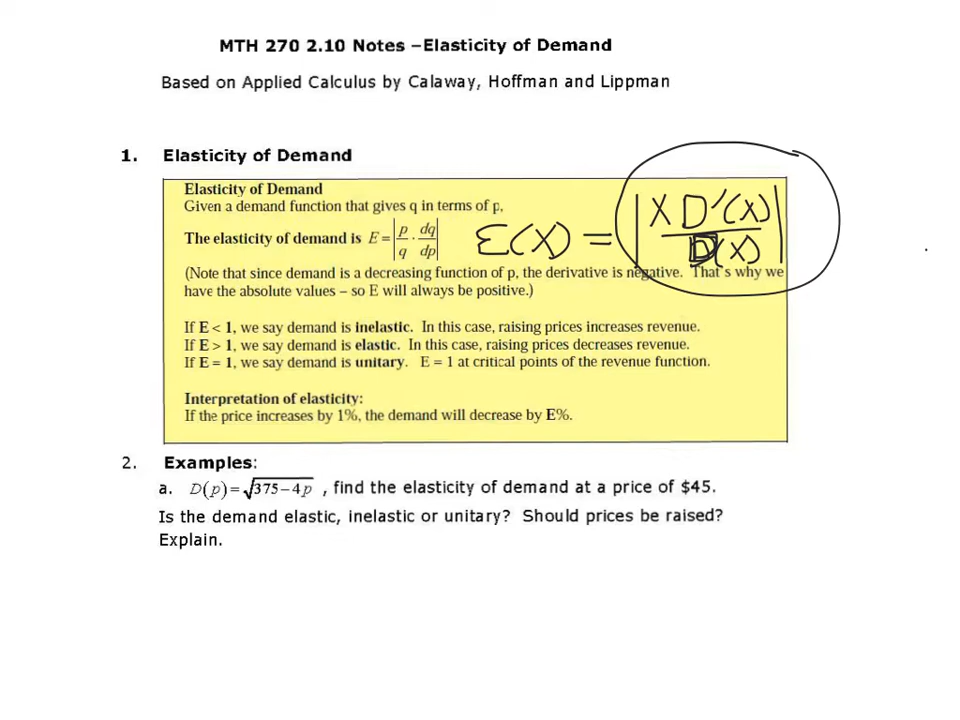 MTH 270 2.10 Notes –Elasticity of Demand
Based on Applied Calculus by Calaway, Hoffman and Lippman
1. Elasticity of Demand
Elasticity of Demand
Given a demand function that gives q in terms of p,
The elasticity of demand is E = |p/q · dq/dp|
E(X) = |X D'(X) / D(X)|
(Note that since demand is a decreasing function of p, the derivative is negative. That's why we
have the absolute values – so E will always be positive.)
If E < 1, we say demand is inelastic. In this case, raising prices increases revenue.
If E > 1, we say demand is elastic. In this case, raising prices decreases revenue.
If E = 1, we say demand is unitary. E = 1 at critical points of the revenue function.
Interpretation of elasticity:
If the price increases by 1%, the demand will decrease by E%.
2. Examples:
a. D(p) = √(375–4p) , find the elasticity of demand at a price of $45.
Is the demand elastic, inelastic or unitary? Should prices be raised?
Explain.